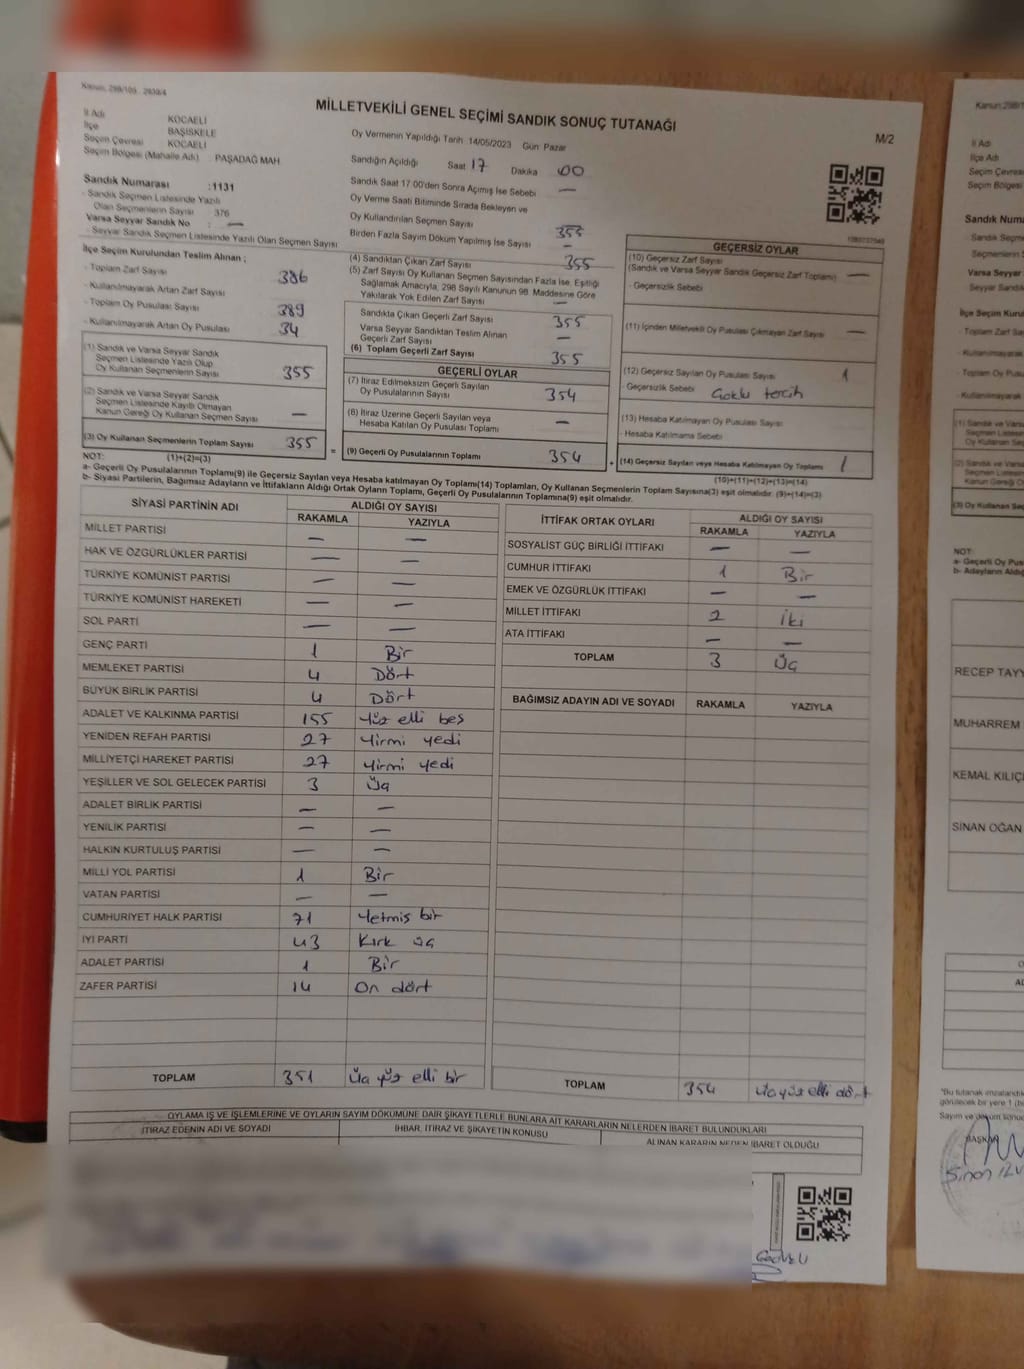 Kanun: 298/105 - 2839/4
MİLLETVEKİLİ GENEL SEÇİMİ SANDIK SONUÇ TUTANAĞI
M/2
İl Adı KOCAELİ
İlçe BAŞİSKELE
Seçim Çevresi KOCAELİ
Seçim Bölgesi (Mahalle Adı) PAŞADAĞ MAH
Sandık Numarası :1131
- Sandık Seçmen Listesinde Yazılı
Olan Seçmenlerin Sayısı 376
Varsa Seyyar Sandık No : —
- Seyyar Sandık Seçmen Listesinde Yazılı Olan Seçmen Sayısı
Oy Vermenin Yapıldığı Tarih :14/05/2023 Gün: Pazar
Sandığın Açıldığı Saat 17 Dakika 00
Sandık Saat 17:00'den Sonra Açımış İse Sebebi —
Oy Verme Saati Bitiminde Sırada Bekleyen ve
Oy Kullandırılan Seçmen Sayısı 355
Birden Fazla Sayım Döküm Yapılmış İse Sayısı —
İlçe Seçim Kurulundan Teslim Alınan ;
- Toplam Zarf Sayısı 386
- Kullanılmayarak Artan Zarf Sayısı
- Toplam Oy Pusulası Sayısı 389
- Kullanılmayarak Artan Oy Pusulası 34
(1) Sandık ve Varsa Seyyar Sandık
Seçmen Listesinde Yazılı Olup
Oy Kullanan Seçmenlerin Sayısı 355
(2) Sandık ve Varsa Seyyar Sandık
Seçmen Listesinde Kayıtlı Olmayan
Kanun Gereği Oy Kullanan Seçmen Sayısı —
(3) Oy Kullanan Seçmenlerin Toplam Sayısı 355
(4) Sandıktan Çıkan Zarf Sayısı 355
(5) Zarf Sayısı Oy Kullanan Seçmen Sayısından Fazla İse, Eşitliği
Sağlamak Amacıyla, 298 Sayılı Kanunun 98. Maddesine Göre
Yakılarak Yok Edilen Zarf Sayısı —
Sandıkta Çıkan Geçerli Zarf Sayısı 355
Varsa Seyyar Sandıktan Teslim Alınan
Geçerli Zarf Sayısı —
(6) Toplam Geçerli Zarf Sayısı 355
GEÇERLİ OYLAR
(7) İtiraz Edilmeksizin Geçerli Sayılan
Oy Pusulalarının Sayısı 354
(8) İtiraz Üzerine Geçerli Sayılan veya
Hesaba Katılan Oy Pusulası Toplamı —
= (9) Geçerli Oy Pusulalarının Toplamı 354
GEÇERSİZ OYLAR
(10) Geçersiz Zarf Sayısı
(Sandık ve Varsa Seyyar Sandık Geçersiz Zarf Toplamı) —
- Geçersizlik Sebebi
(11) İçinden Milletvekili Oy Pusulası Çıkmayan Zarf Sayısı —
(12) Geçersiz Sayılan Oy Pusulası Sayısı 1
- Geçersizlik Sebebi Çoklu tercih
(13) Hesaba Katılmayan Oy Pusulası Sayısı
- Hesaba Katılmama Sebebi
+ (14) Geçersiz Sayılan veya Hesaba Katılmayan Oy Toplamı 1
NOT: (1)+(2)=(3)
(10)+(11)+(12)+(13)=(14)
a- Geçerli Oy Pusulalarının Toplamı(9) ile Geçersiz Sayılan veya Hesaba katılmayan Oy Toplamı(14) Toplamları, Oy Kullanan Seçmenlerin Toplam Sayısına(3) eşit olmalıdır. (9)+(14)=(3)
b- Siyasi Partilerin, Bağımsız Adayların ve İttifakların Aldığı Ortak Oyların Toplamı, Geçerli Oy Pusulalarının Toplamına(9) eşit olmalıdır.
SİYASİ PARTİNİN ADI ALDIĞI OY SAYISI
RAKAMLA YAZIYLA
MİLLET PARTİSİ — —
HAK VE ÖZGÜRLÜKLER PARTİSİ — —
TÜRKİYE KOMÜNİST PARTİSİ — —
TÜRKİYE KOMÜNİST HAREKETİ — —
SOL PARTİ — —
GENÇ PARTİ 1 Bir
MEMLEKET PARTİSİ 4 Dört
BÜYÜK BİRLİK PARTİSİ 4 Dört
ADALET VE KALKINMA PARTİSİ 155 Yüz elli beş
YENİDEN REFAH PARTİSİ 27 Yirmi yedi
MİLLİYETÇİ HAREKET PARTİSİ 27 Yirmi yedi
YEŞİLLER VE SOL GELECEK PARTİSİ 3 Üç
ADALET BİRLİK PARTİSİ — —
YENİLİK PARTİSİ — —
HALKIN KURTULUŞ PARTİSİ — —
MİLLİ YOL PARTİSİ 1 Bir
VATAN PARTİSİ — —
CUMHURİYET HALK PARTİSİ 71 Yetmiş bir
İYİ PARTİ 43 Kırk üç
ADALET PARTİSİ 1 Bir
ZAFER PARTİSİ 14 On dört
TOPLAM 351 Üç yüz elli bir
İTTİFAK ORTAK OYLARI ALDIĞI OY SAYISI
RAKAMLA YAZIYLA
SOSYALİST GÜÇ BİRLİĞİ İTTİFAKI — —
CUMHUR İTTİFAKI 1 Bir
EMEK VE ÖZGÜRLÜK İTTİFAKI — —
MİLLET İTTİFAKI 2 İki
ATA İTTİFAKI — —
TOPLAM 3 Üç
BAĞIMSIZ ADAYIN ADI VE SOYADI RAKAMLA YAZIYLA
TOPLAM 354 Üç yüz elli dört
OYLAMA İŞ VE İŞLEMLERİNE VE OYLARIN SAYIM DÖKÜMÜNE DAİR ŞİKAYETLERLE BUNLARA AİT KARARLARIN NELERDEN İBARET BULUNDUKLARI
İTİRAZ EDENİN ADI VE SOYADI İHBAR, İTİRAZ VE ŞİKAYETİN KONUSU ALINAN KARARIN NEDEN İBARET OLDUĞU
Kanun:298/1
İl Adı
İlçe Adı
Seçim Çevres
Seçim Bölgesi
Sandık Numa
- Sandık Seçm
Seçmenlerin
Varsa Seyyar
Seyyar Sandık
İlçe Seçim Kuru
- Toplam Zarf
- Kullanılmayarak
- Toplam Oy Pus
- Kullanılmayarak
NOT:
a- Geçerli Oy Pus
b- Adayların Aldığ
RECEP TAYY
MUHARREM
KEMAL KILIÇ
SİNAN OĞAN
Sayım ve döküm sonuc
BAŞKAN
Sinan